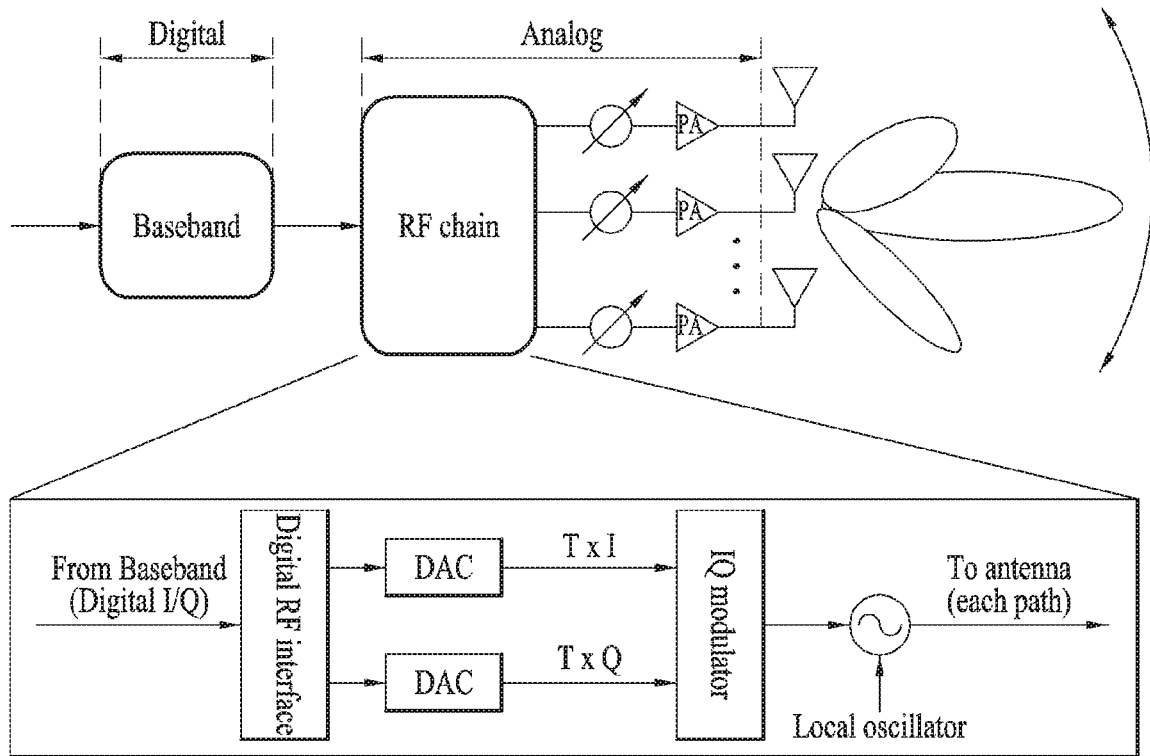 Digital
Analog
Baseband
RF chain
PA
PA
PA
From Baseband
(Digital I/Q)
Digital RF interface
DAC
DAC
T x I
T x Q
IQ modulator
To antenna
(each path)
Local oscillator